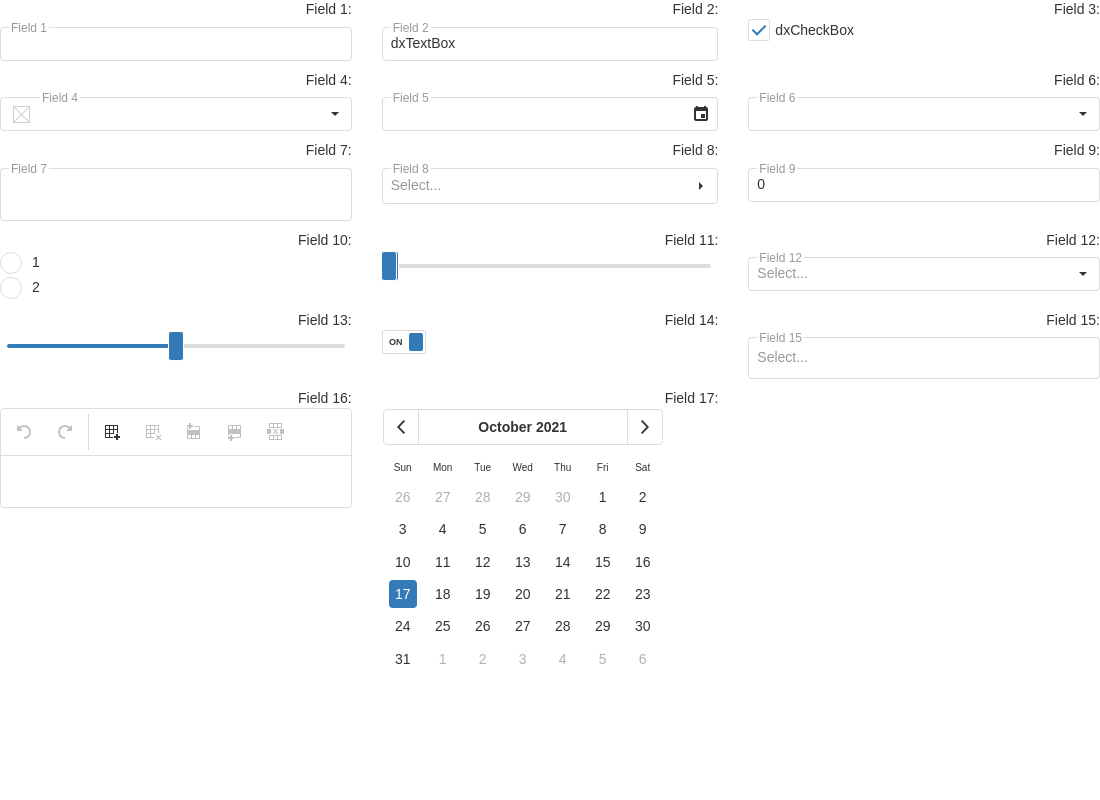 Field 1:
Field 1
Field 2:
Field 2
dxTextBox
Field 3:
dxCheckBox
Field 4:
Field 4
Field 5:
Field 5
Field 6:
Field 6
Field 7:
Field 7
Field 8:
Field 8
Select...
Field 9:
Field 9
0
Field 10:
1
2
Field 11:
Field 12:
Field 12
Select...
Field 13:
Field 14:
ON
Field 15:
Field 15
Select...
Field 16:
Field 17:
October 2021
Sun Mon Tue Wed Thu Fri Sat
26 27 28 29 30 1 2
3 4 5 6 7 8 9
10 11 12 13 14 15 16
17 18 19 20 21 22 23
24 25 26 27 28 29 30
31 1 2 3 4 5 6